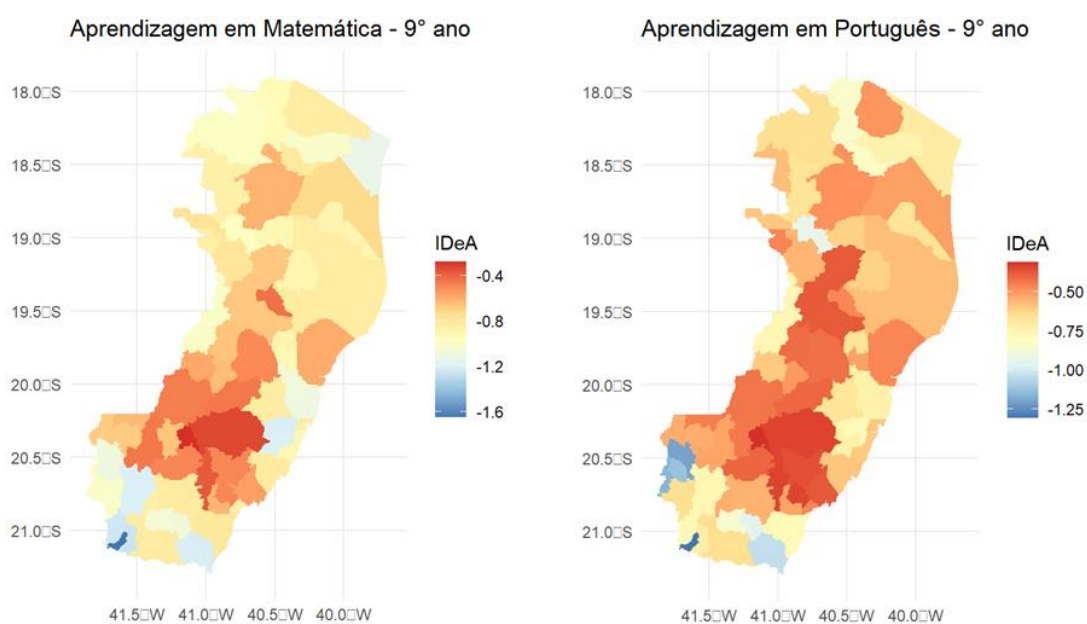 Aprendizagem em Matemática - 9° ano
18.0□S
18.5□S
19.0□S
19.5□S
20.0□S
20.5□S
21.0□S
41.5□W 41.0□W 40.5□W 40.0□W
IDeA
-0.4
-0.8
-1.2
-1.6
Aprendizagem em Português - 9° ano
18.0□S
18.5□S
19.0□S
19.5□S
20.0□S
20.5□S
21.0□S
41.5□W 41.0□W 40.5□W 40.0□W
IDeA
-0.50
-0.75
-1.00
-1.25